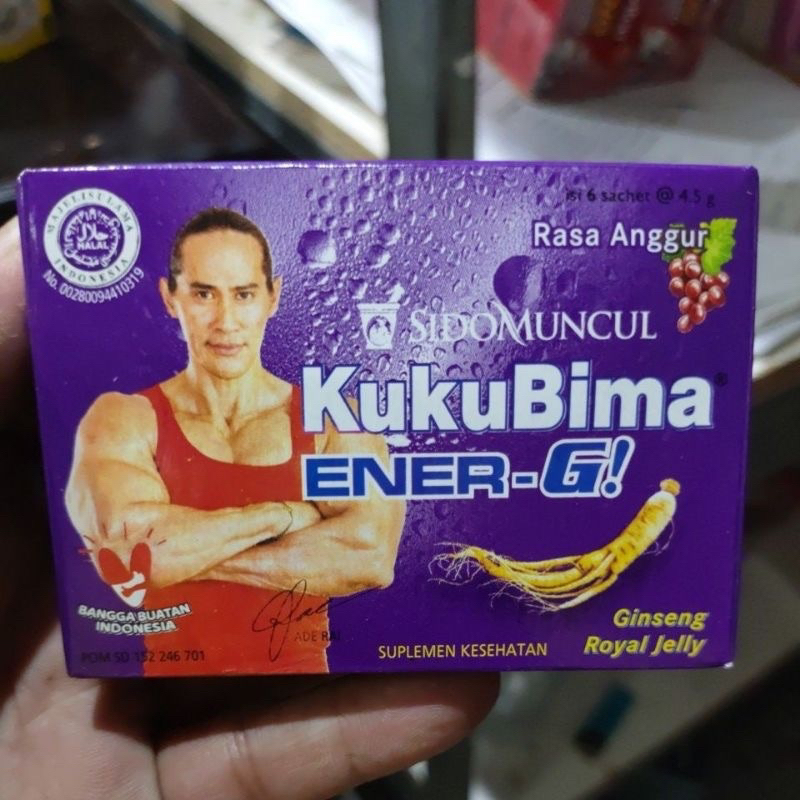 MAJELIS ULAMA
حلال
HALAL
INDONESIA
No. 00280094410319
isi 6 sachet @ 4.5 g
Rasa Anggur
SIDOMUNCUL
KukuBima®
ENER-G!
BANGGA BUATAN
INDONESIA
ADE RAI
POM SD 152 246 701
SUPLEMEN KESEHATAN
Ginseng
Royal Jelly